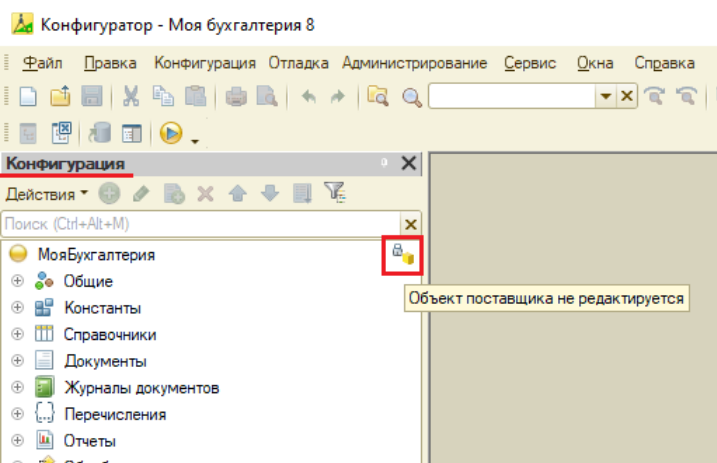 Конфигуратор - Моя бухгалтерия 8
Файл Правка Конфигурация Отладка Администрирование Сервис Окна Справка
Конфигурация
Действия
Поиск (Ctrl+Alt+M)
МояБухгалтерия
Общие
Объект поставщика не редактируется
Константы
Справочники
Документы
Журналы документов
Перечисления
Отчеты